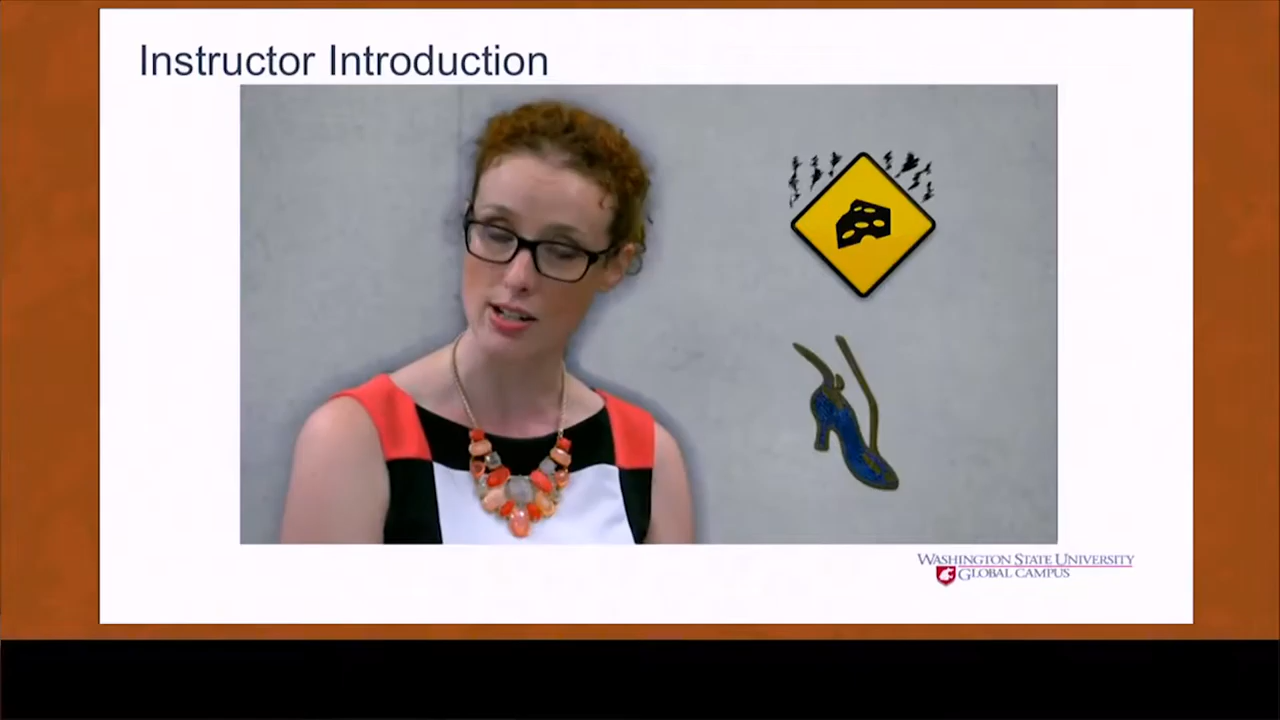 Instructor Introduction
WASHINGTON STATE UNIVERSITY
GLOBAL CAMPUS